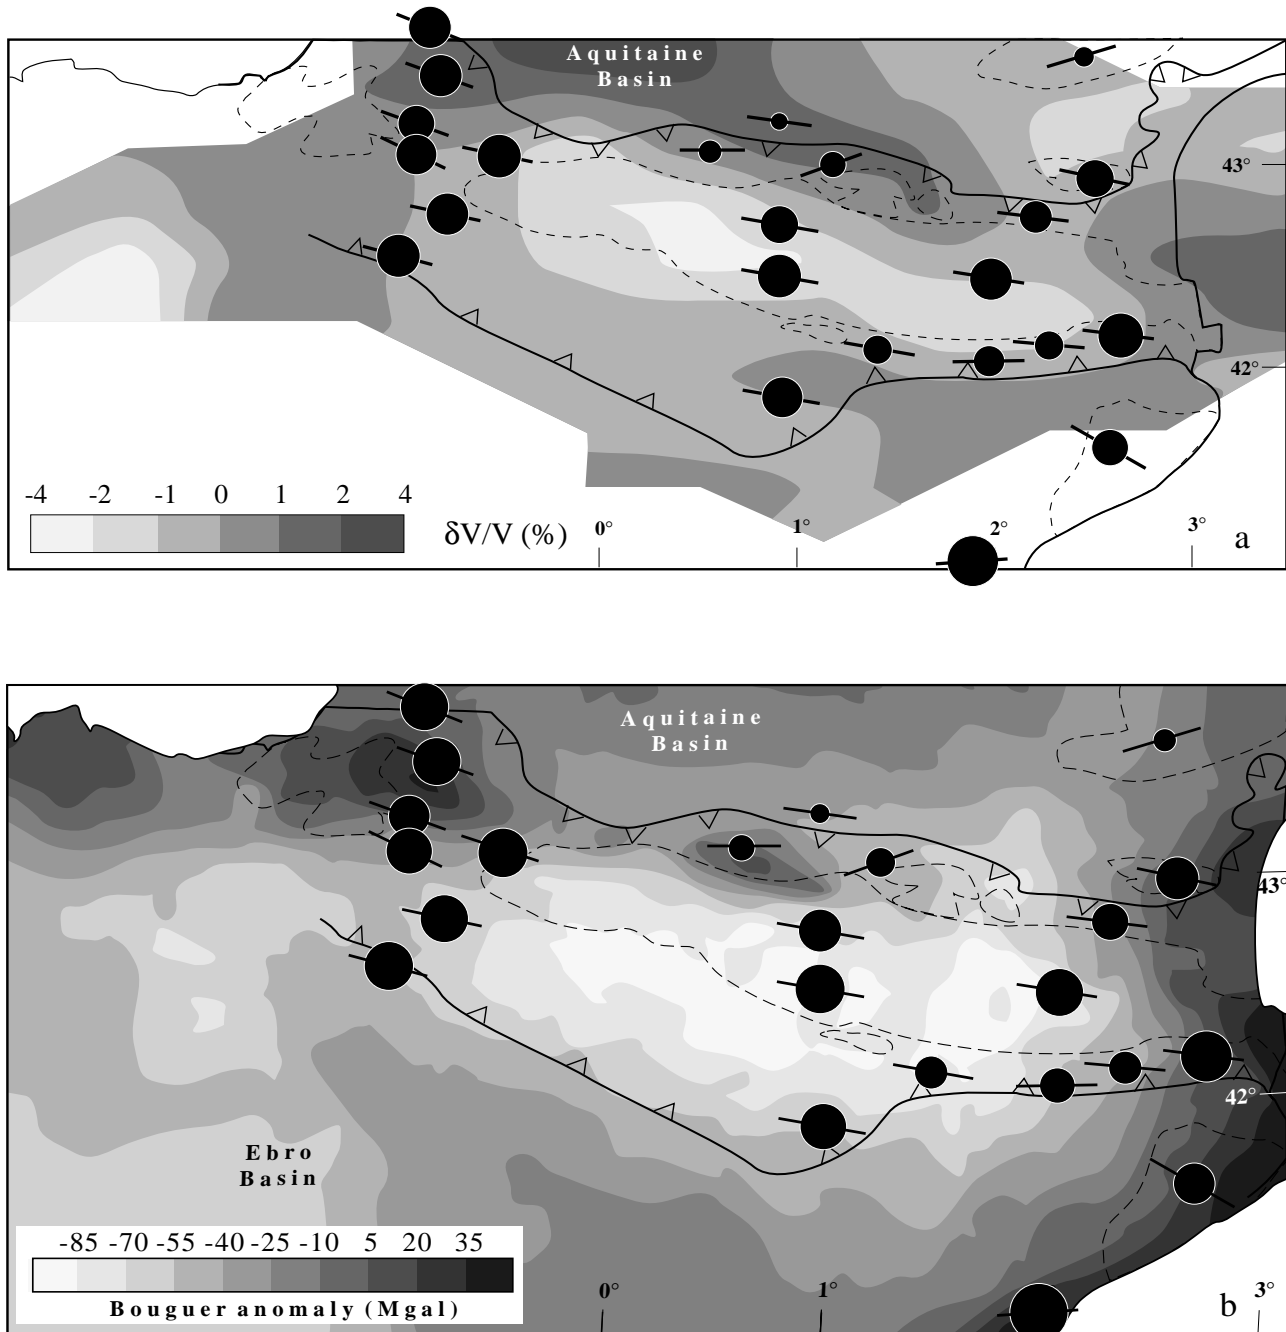 Aquitaine
Basin
43°
42°
-4 -2 -1 0 1 2 4
δV/V (%)
0° 1° 2° 3°
a
Aquitaine
Basin
43°
42°
Ebro
Basin
-85 -70 -55 -40 -25 -10 5 20 35
Bouguer anomaly (Mgal)
0° 1° 3°
b